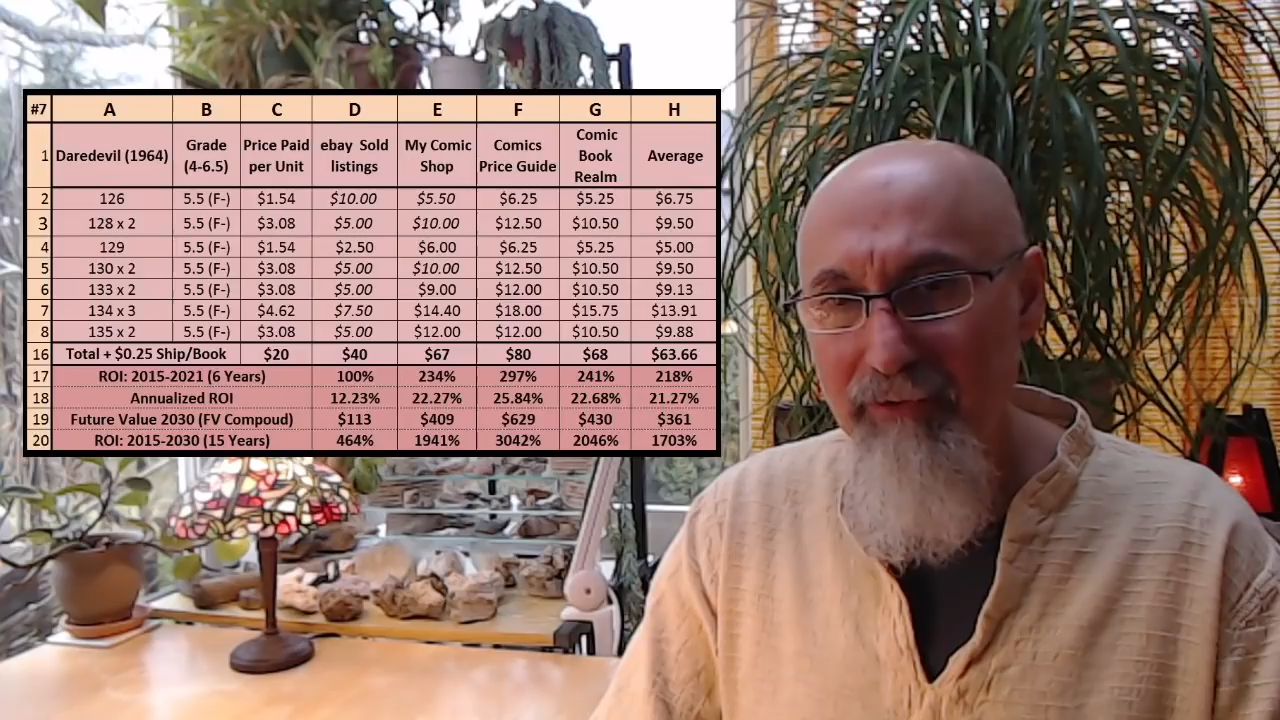 #7 A B C D E F G H
1 Daredevil (1964) Grade (4-6.5) Price Paid per Unit ebay Sold listings My Comic Shop Comics Price Guide Comic Book Realm Average
2 126 5.5 (F-) $1.54 $10.00 $5.50 $6.25 $5.25 $6.75
3 128 x 2 5.5 (F-) $3.08 $5.00 $10.00 $12.50 $10.50 $9.50
4 129 5.5 (F-) $1.54 $2.50 $6.00 $6.25 $5.25 $5.00
5 130 x 2 5.5 (F-) $3.08 $5.00 $10.00 $12.50 $10.50 $9.50
6 133 x 2 5.5 (F-) $3.08 $5.00 $9.00 $12.00 $10.50 $9.13
7 134 x 3 5.5 (F-) $4.62 $7.50 $14.40 $18.00 $15.75 $13.91
8 135 x 2 5.5 (F-) $3.08 $5.00 $12.00 $12.00 $10.50 $9.88
16 Total + $0.25 Ship/Book $20 $40 $67 $80 $68 $63.66
17 ROI: 2015-2021 (6 Years) 100% 234% 297% 241% 218%
18 Annualized ROI 12.23% 22.27% 25.84% 22.68% 21.27%
19 Future Value 2030 (FV Compoud) $113 $409 $629 $430 $361
20 ROI: 2015-2030 (15 Years) 464% 1941% 3042% 2046% 1703%